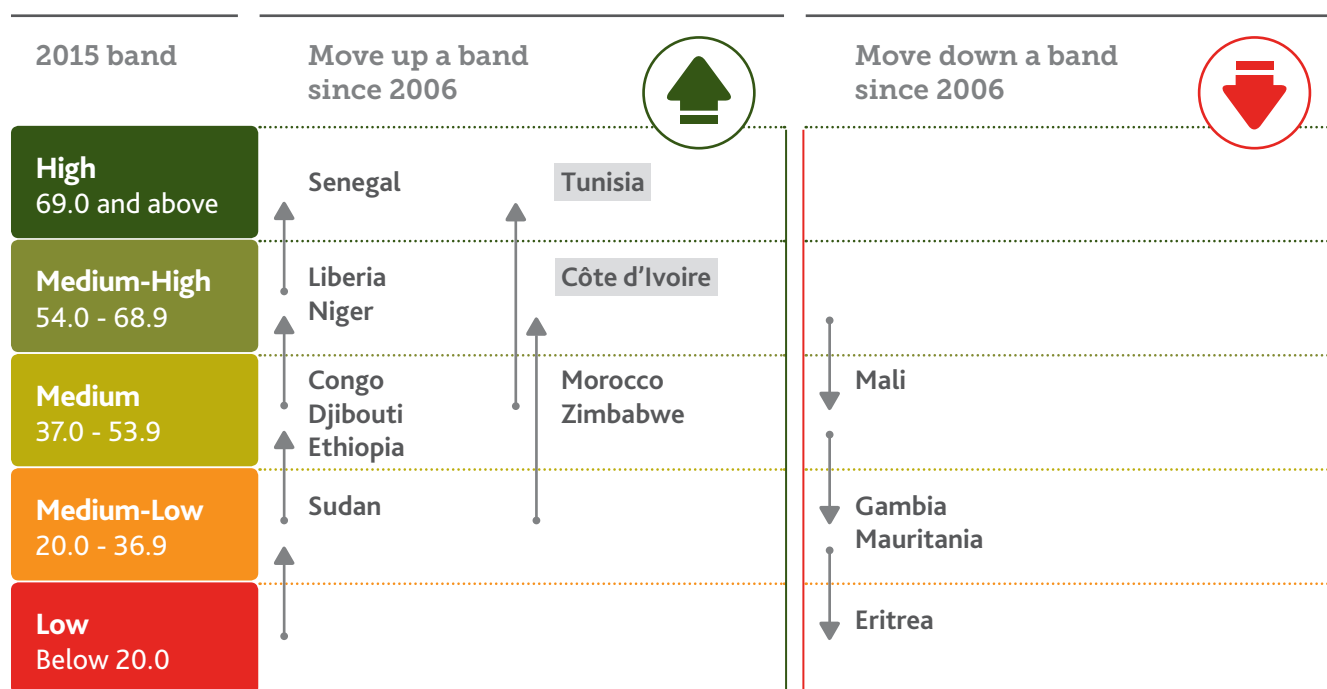 2015 band
Move up a band
since 2006
Move down a band
since 2006
High
69.0 and above
Senegal
Tunisia
Medium-High
54.0 - 68.9
Liberia
Niger
Côte d’Ivoire
Medium
37.0 - 53.9
Congo
Djibouti
Ethiopia
Morocco
Zimbabwe
Mali
Medium-Low
20.0 - 36.9
Sudan
Gambia
Mauritania
Low
Below 20.0
Eritrea